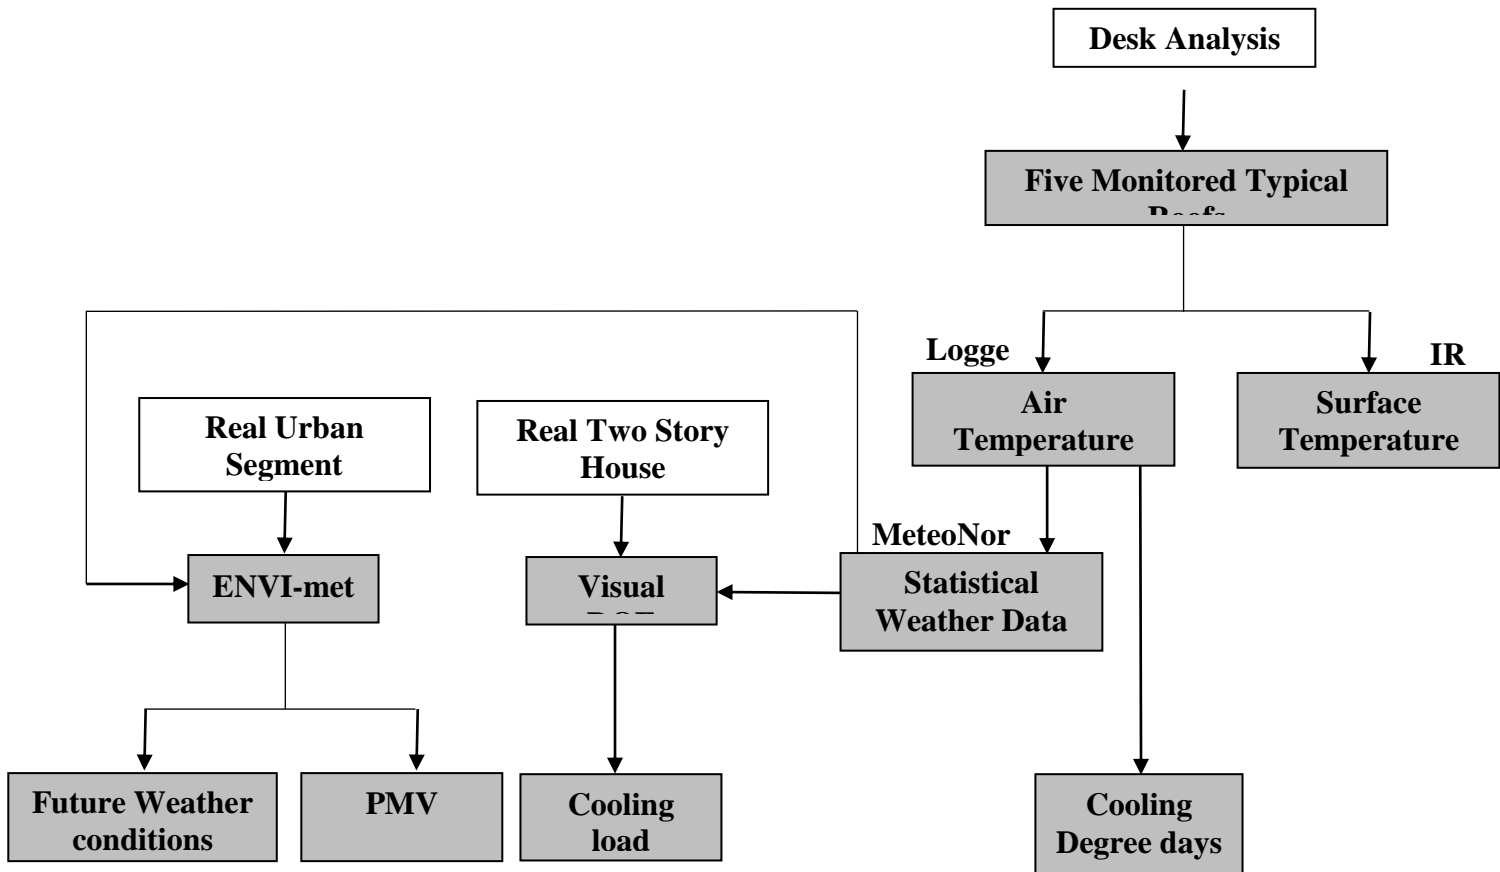 Desk Analysis
Five Monitored Typical
Roofs
Logge
IR
Air
Temperature
Surface
Temperature
Real Urban
Segment
Real Two Story
House
MeteoNor
ENVI-met
Visual
Statistical
Weather Data
Future Weather
conditions
PMV
Cooling
load
Cooling
Degree days